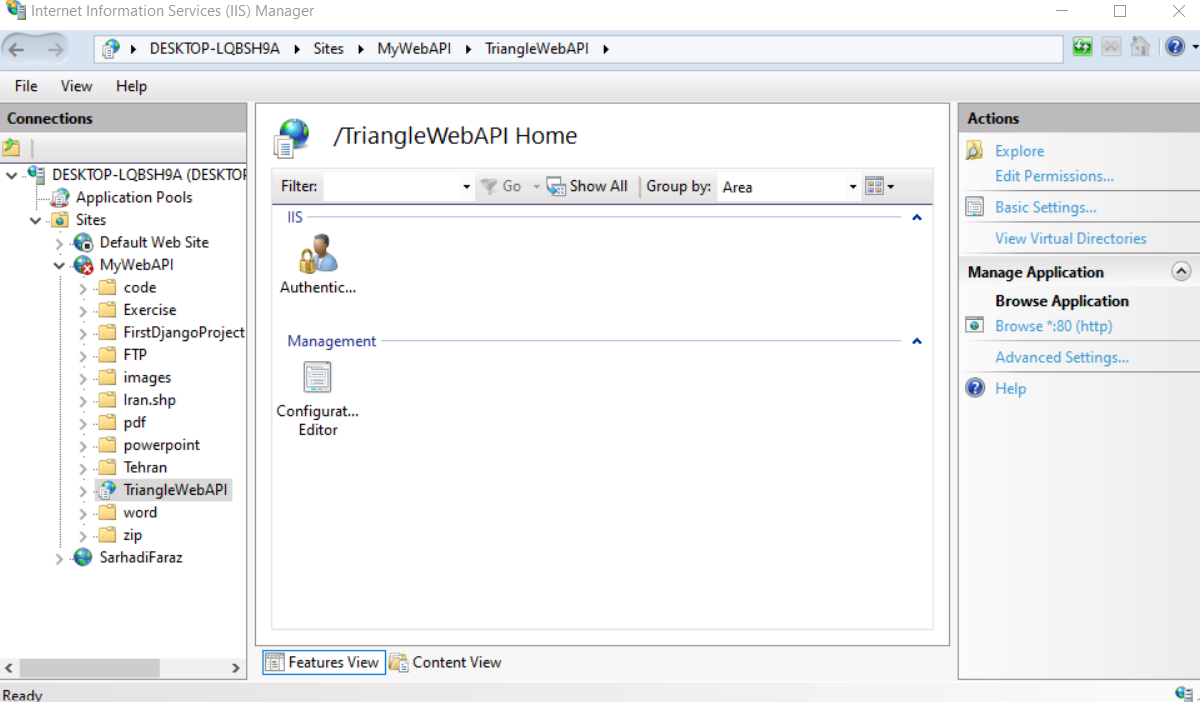 Internet Information Services (IIS) Manager
DESKTOP-LQBSH9A Sites MyWebAPI TriangleWebAPI
File View Help
Connections
DESKTOP-LQBSH9A (DESKTOP
Application Pools
Sites
Default Web Site
MyWebAPI
code
Exercise
FirstDjangoProject
FTP
images
Iran.shp
pdf
powerpoint
Tehran
TriangleWebAPI
word
zip
SarhadiFaraz
/TriangleWebAPI Home
Filter: Go Show All Group by: Area
IIS
Authentic...
Management
Configurat...
Editor
Features View Content View
Actions
Explore
Edit Permissions...
Basic Settings...
View Virtual Directories
Manage Application
Browse Application
Browse *:80 (http)
Advanced Settings...
Help
Ready